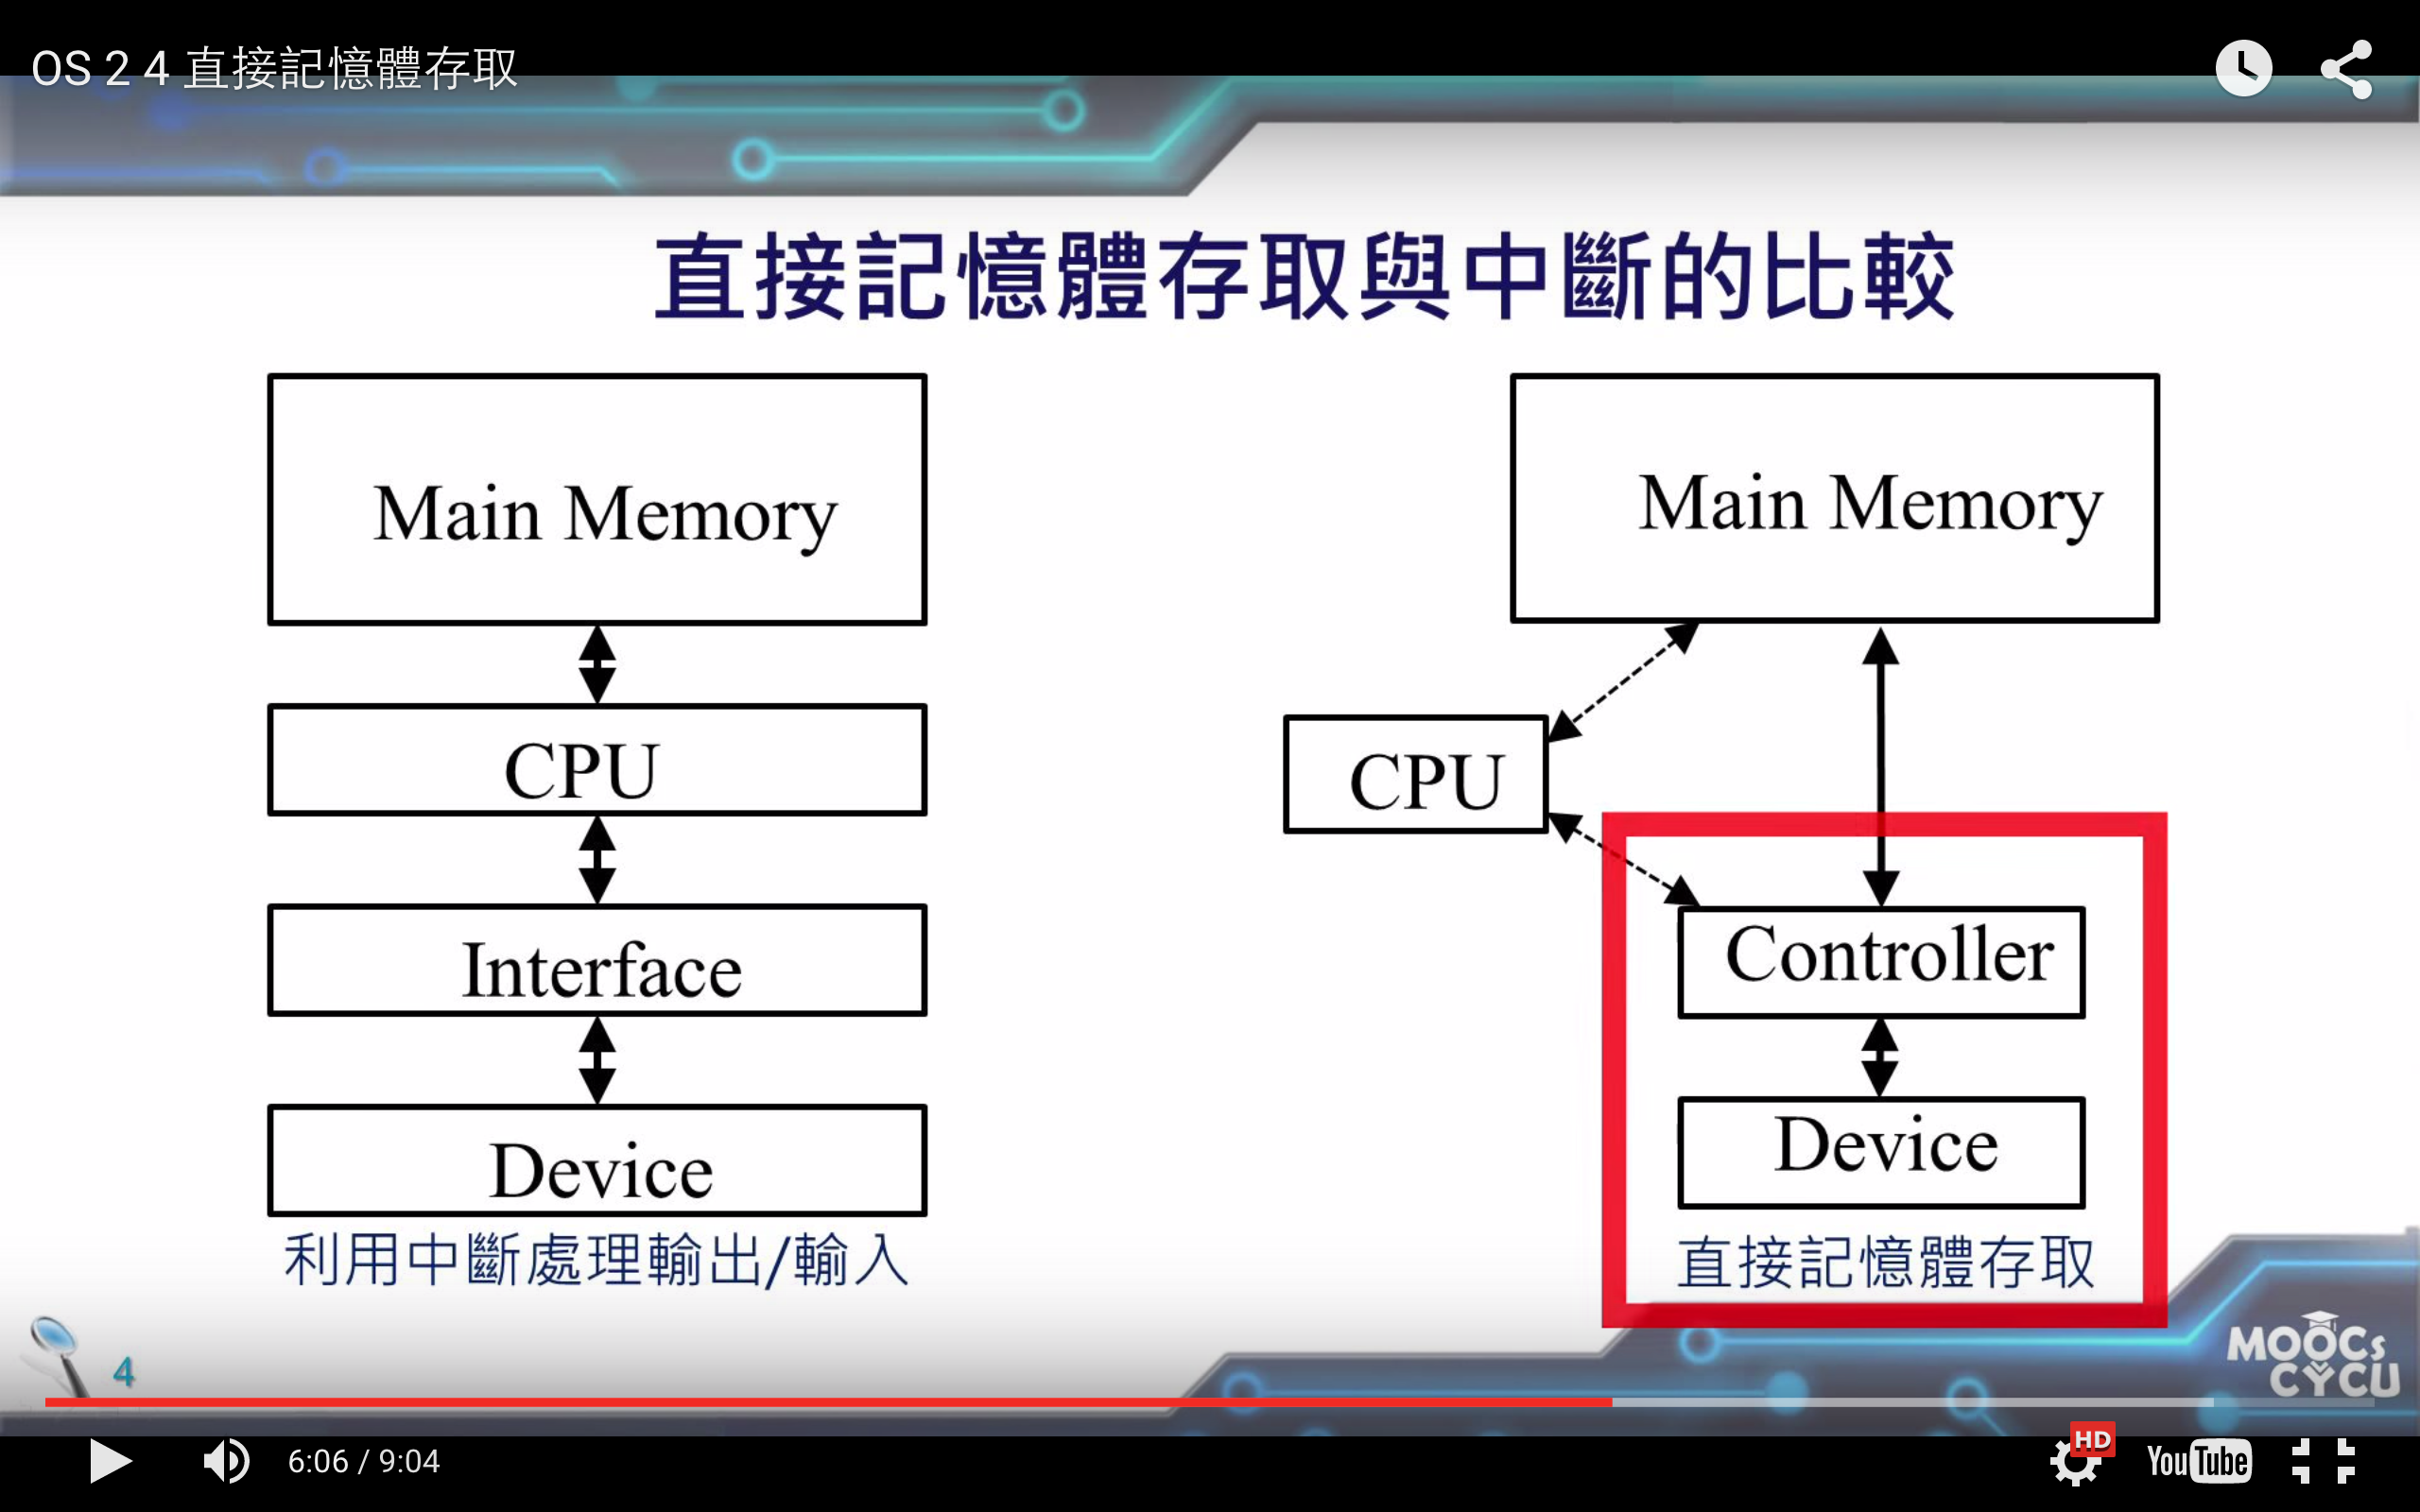 OS 2 4 直接記憶體存取
直接記憶體存取與中斷的比較
Main Memory
CPU
Interface
Device
利用中斷處理輸出/輸入
Main Memory
CPU
Controller
Device
直接記憶體存取
4
MOOCs
CYCU
6:06 / 9:04
HD
YouTube